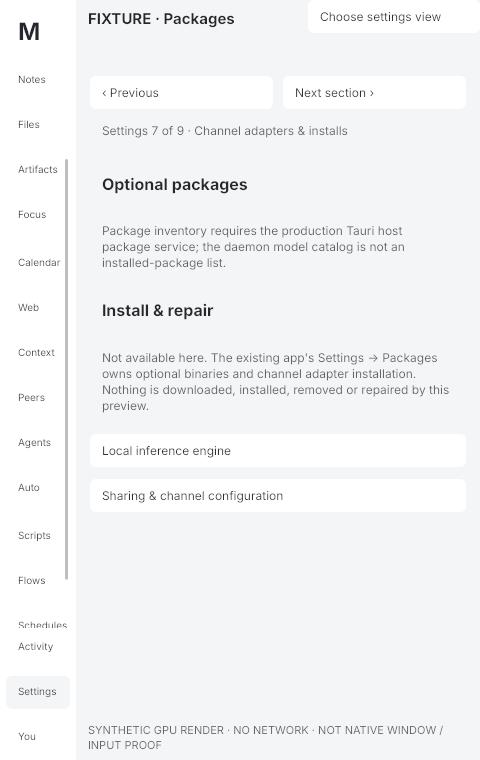 M
Notes
Files
Artifacts
Focus
Calendar
Web
Context
Peers
Agents
Auto
Scripts
Flows
Schedules
Activity
Settings
You
FIXTURE · Packages
Choose settings view
‹ Previous
Next section ›
Settings 7 of 9 · Channel adapters & installs
Optional packages
Package inventory requires the production Tauri host
package service; the daemon model catalog is not an
installed-package list.
Install & repair
Not available here. The existing app's Settings → Packages
owns optional binaries and channel adapter installation.
Nothing is downloaded, installed, removed or repaired by this
preview.
Local inference engine
Sharing & channel configuration
SYNTHETIC GPU RENDER · NO NETWORK · NOT NATIVE WINDOW /
INPUT PROOF